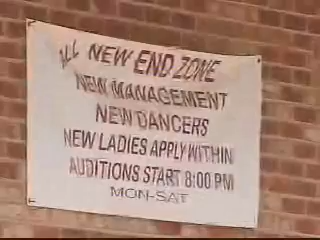 ALL NEW END ZONE
NEW MANAGEMENT
NEW DANCERS
NEW LADIES APPLY WITHIN
AUDITIONS START 8:00 PM
MON-SAT